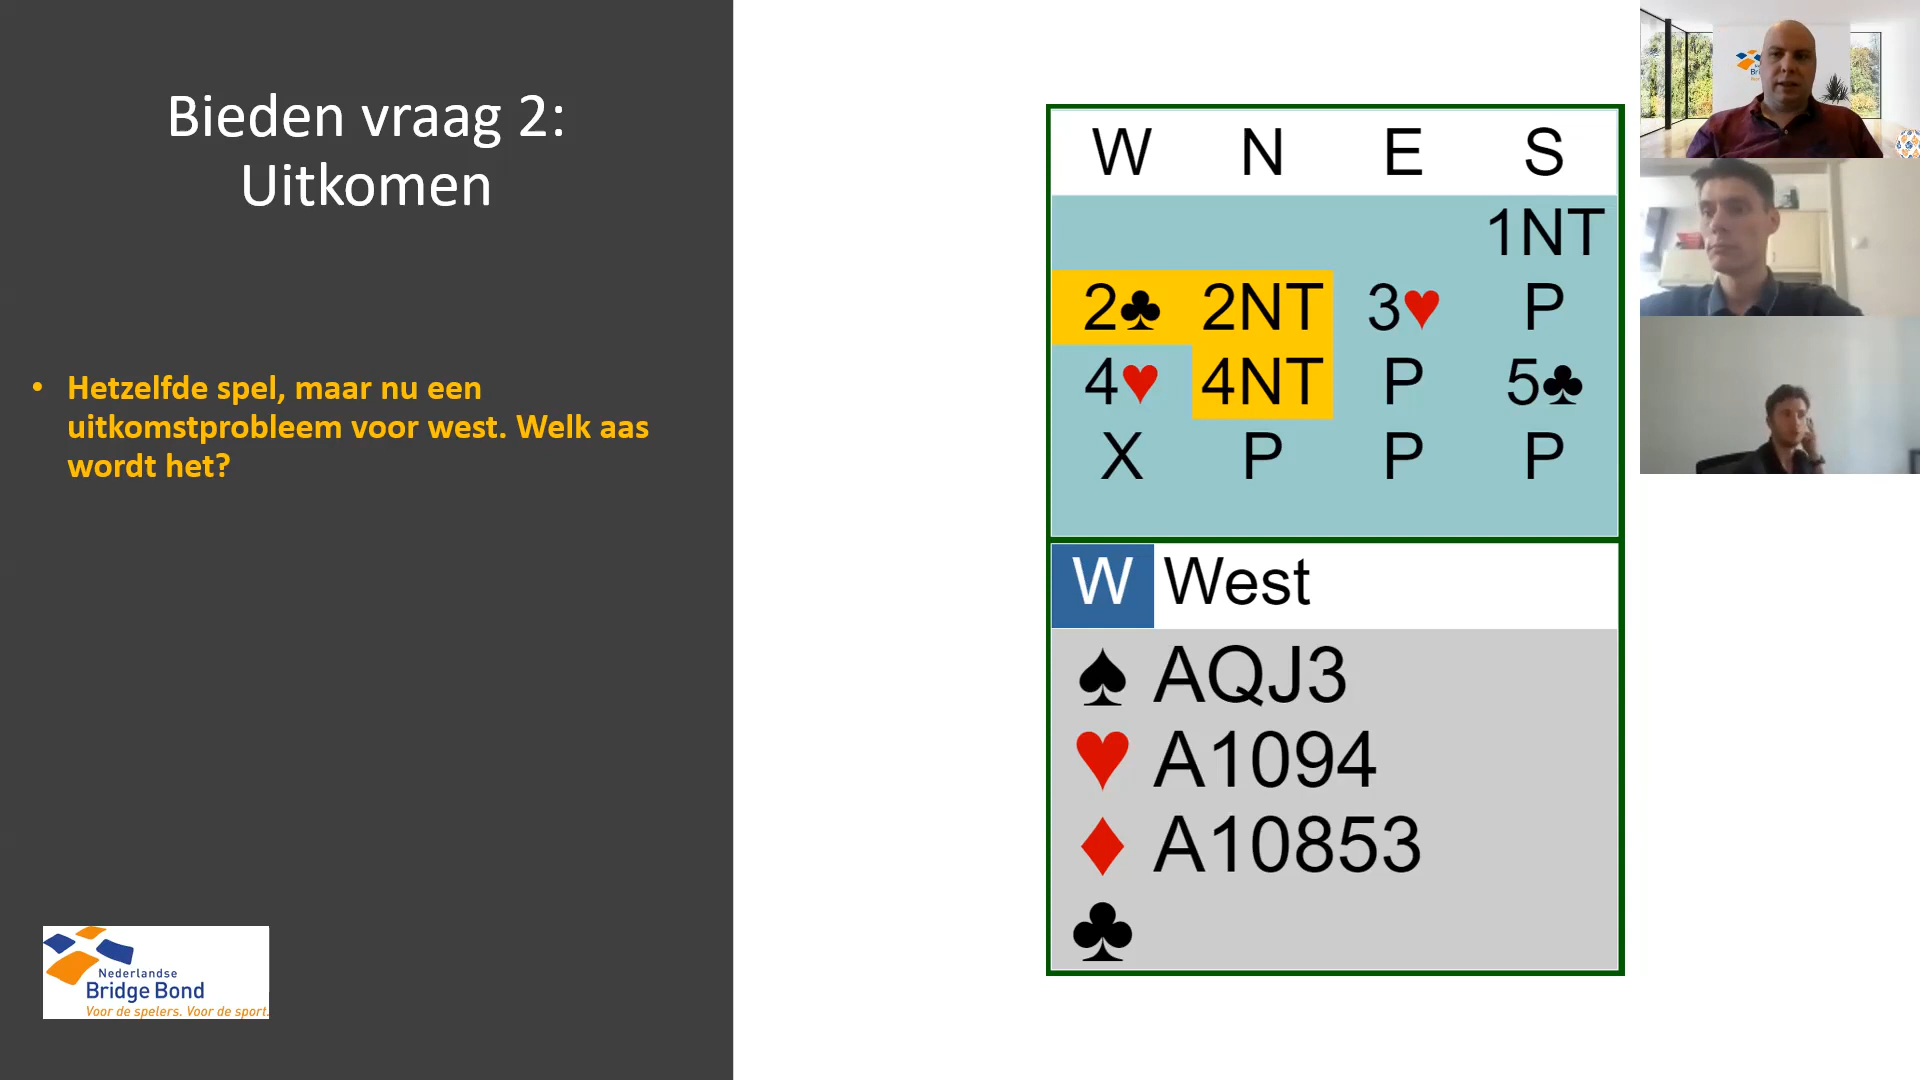 Bieden vraag 2:
Uitkomen
• Hetzelfde spel, maar nu een
uitkomstprobleem voor west. Welk aas
wordt het?
Nederlandse
Bridge Bond
Voor de spelers. Voor de sport.
W N E S
1NT
2♣ 2NT 3♥ P
4♥ 4NT P 5♣
X P P P
W West
♠ AQJ3
♥ A1094
♦ A10853
♣